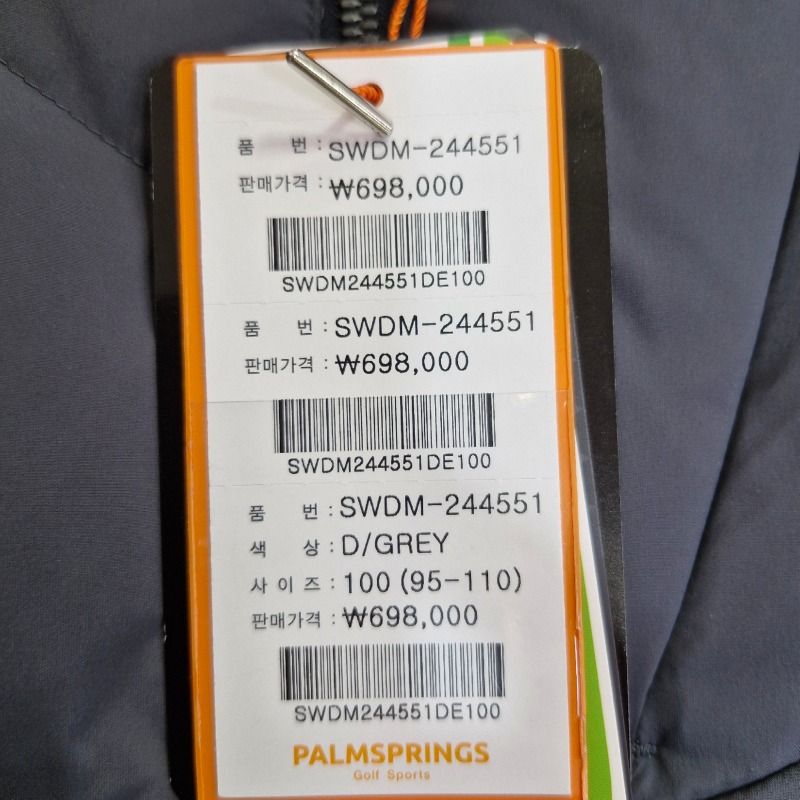 품 번 : SWDM-244551
판매가격 : ₩698,000
SWDM244551DE100
품 번 : SWDM-244551
판매가격 : ₩698,000
SWDM244551DE100
품 번 : SWDM-244551
색 상 : D/GREY
사 이 즈 : 100 (95-110)
판매가격 : ₩698,000
SWDM244551DE100
PALMSPRINGS
Golf Sports